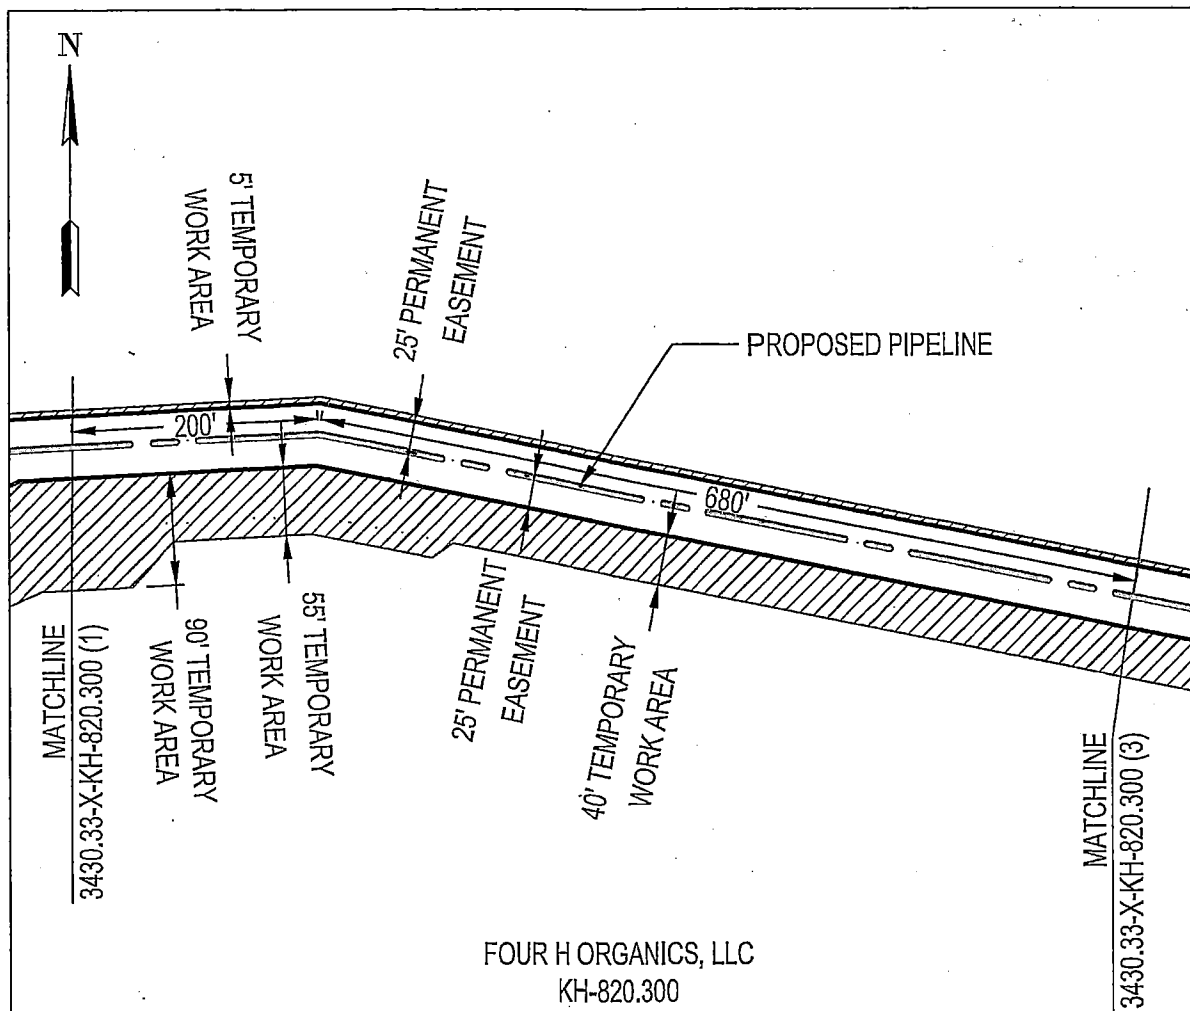 N
5' TEMPORARY
WORK AREA
25' PERMANENT
EASEMENT
PROPOSED PIPELINE
200'
680'
MATCHLINE
3430.33-X-KH-820.300 (1)
90' TEMPORARY
WORK AREA
55' TEMPORARY
WORK AREA
25' PERMANENT
EASEMENT
40' TEMPORARY
WORK AREA
MATCHLINE
3430.33-X-KH-820.300 (3)
FOUR H ORGANICS, LLC
KH-820.300